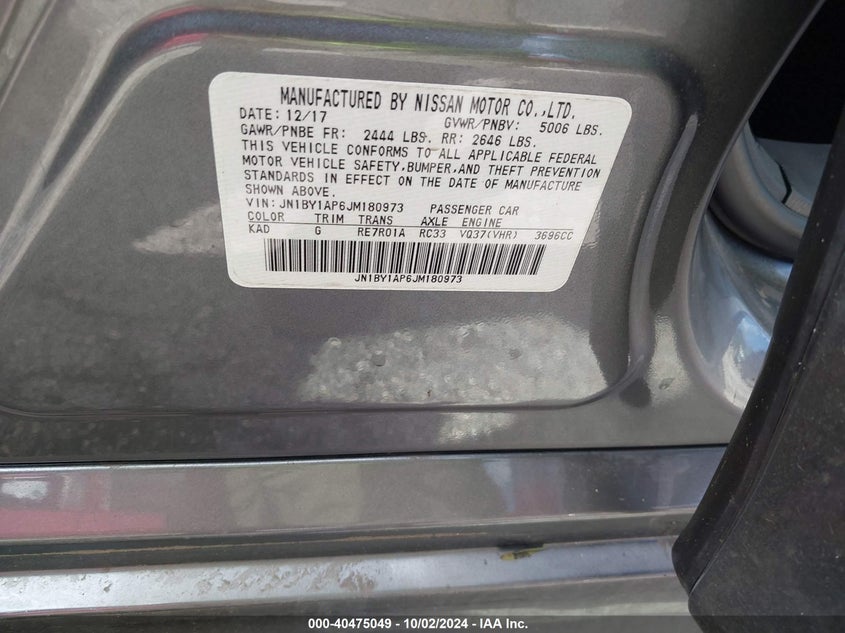 MANUFACTURED BY NISSAN MOTOR CO.,LTD.
DATE: 12/17 GVWR/PNBV: 5006 LBS.
GAWR/PNBE FR: 2444 LBS. RR: 2646 LBS.
THIS VEHICLE CONFORMS TO ALL APPLICABLE FEDERAL
MOTOR VEHICLE SAFETY,BUMPER,AND THEFT PREVENTION
STANDARDS IN EFFECT ON THE DATE OF MANUFACTURE
SHOWN ABOVE.
VIN: JN1BY1AP6JM180973 PASSENGER CAR
COLOR TRIM TRANS AXLE ENGINE
KAD G RE7R01A RC33 VQ37(VHR) 3696CC
JN1BY1AP6JM180973
000-40475049 - 10/02/2024 - IAA Inc.